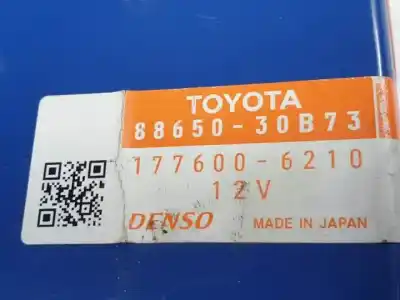 TOYOTA
88650-30B73
177600-6210
12V
DENSO MADE IN JAPAN